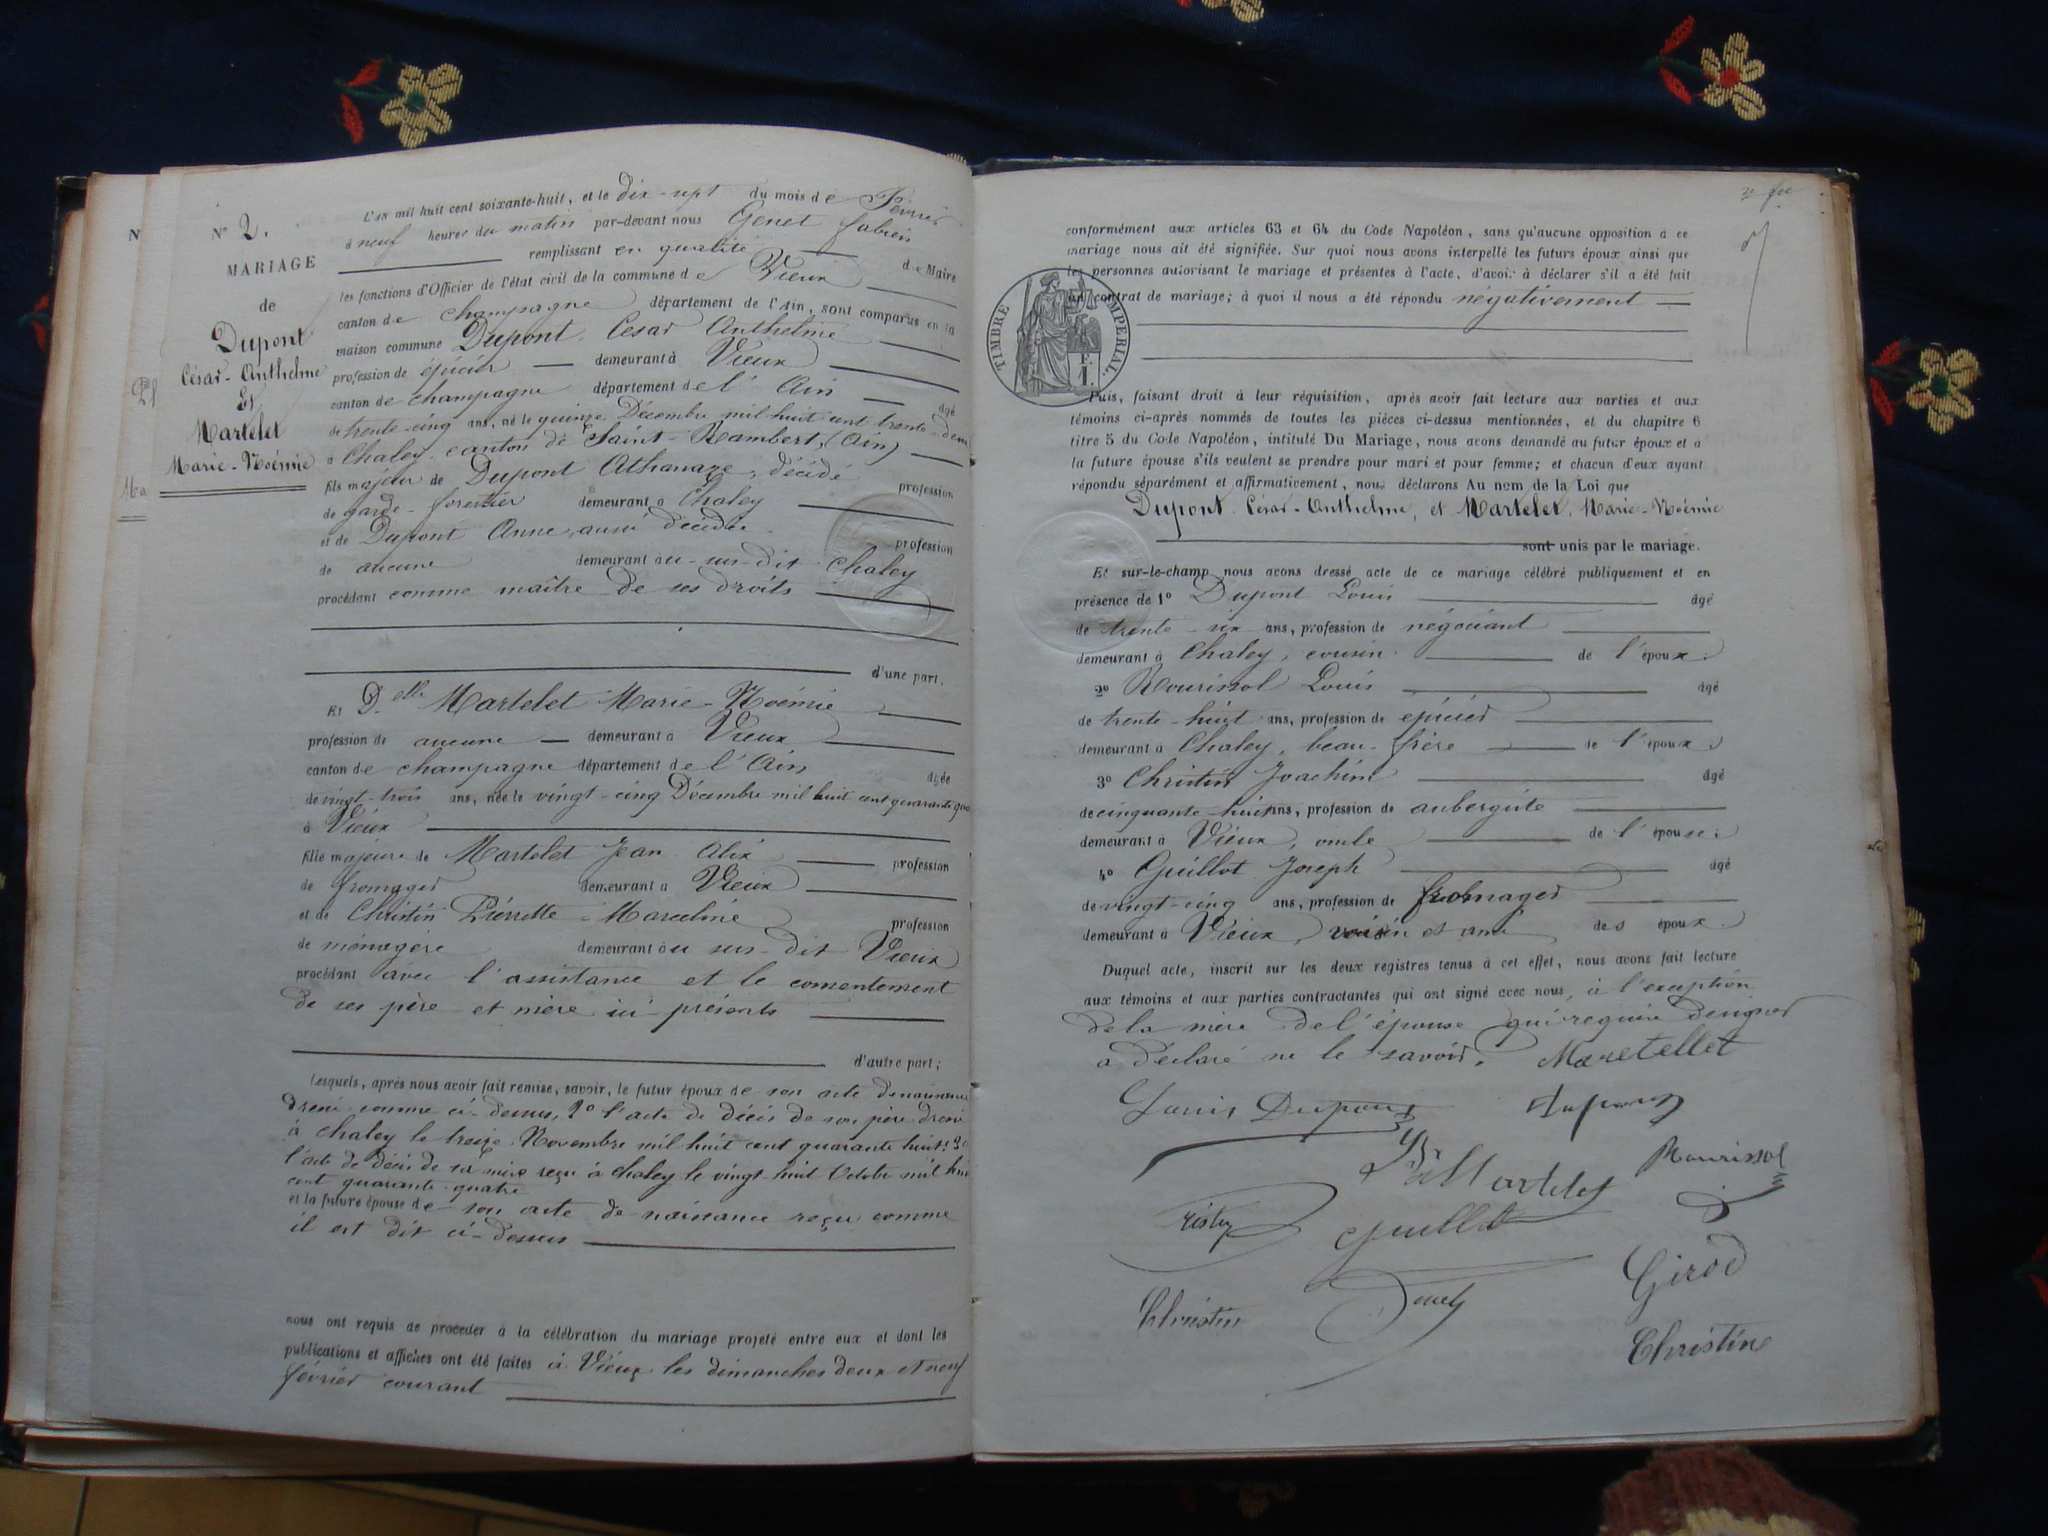 N° 2.
MARIAGE
de
Dupont
César-Anthelme
Et
Martelet
Marie-Noémie
L'an mil huit cent soixante-huit, et le dix-sept du mois de Février
à neuf heures du matin par-devant nous Genet fabien
remplissant en qualité de Maire
les fonctions d'Officier de l'état civil de la commune de Vieux
canton de champagne département de l'Ain, sont comparus en la
maison commune Dupont César Anthelme
profession de épicier demeurant à Vieux
canton de champagne département de l'Ain âgé
de trente-cinq ans, né le quinze Décembre mil huit cent trente-deux
à Chaley canton de Saint-Rambert, (Ain)
fils majeur de Dupont Athanaze, décédé profession
de garde-forestier demeurant à Chaley
et de Dupont Anne, aussi décédée profession
de aucune demeurant au sus-dit Chaley
procédant comme maître de ses droits
d'une part.
Et D.elle Martelet Marie-Noémie
profession de aucune demeurant à Vieux
canton de champagne département de l'Ain âgée
de vingt-trois ans, née le vingt-cinq Décembre mil huit cent quarante qua
à Vieux
fille majeure de Martelet Jean Alix profession
de fromager demeurant à Vieux
et de Christin Pierrette-Marceline profession
de ménagère demeurant au sus-dit Vieux
procédant avec l'assistance et le consentement
de ses père et mère ici présents
d'autre part;
Lesquels, après nous avoir fait remise, savoir, le futur époux de son acte de naissance
dressé comme ci-dessus, 2° l'acte de décès de son père dressé
à Chaley le treize Novembre mil huit cent quarante huit; 3°
l'acte de décès de sa mère reçu à Chaley le vingt-huit Octobre mil huit
cent quarante-quatre
et la future épouse de son acte de naissance reçu comme
il est dit ci-dessus
nous ont requis de procéder à la célébration du mariage projeté entre eux et dont les
publications et affiches ont été faites à Vieux les dimanches deux et neuf
février courant
conformément aux articles 63 et 64 du Code Napoléon, sans qu'aucune opposition à ce
mariage nous ait été signifiée. Sur quoi nous avons interpellé les futurs époux ainsi que
les personnes autorisant le mariage et présentes à l'acte, d'avoir à déclarer s'il a été fait
un contrat de mariage; à quoi il nous a été répondu négativement
TIMBRE IMPERIAL
F.
1.
Puis, faisant droit à leur réquisition, après avoir fait lecture aux parties et aux
témoins ci-après nommés de toutes les pièces ci-dessus mentionnées, et du chapitre 6
titre 5 du Code Napoléon, intitulé Du Mariage, nous avons demandé au futur époux et à
la future épouse s'ils veulent se prendre pour mari et pour femme; et chacun d'eux ayant
répondu séparément et affirmativement, nous déclarons Au nom de la Loi que
Dupont César-Anthelme, et Martelet, Marie-Noémie
sont unis par le mariage.
Et sur-le-champ nous avons dressé acte de ce mariage célébré publiquement et en
présence de 1° Dupont Louis âgé
de trente-six ans, profession de négociant
demeurant à Chaley, cousin de l'époux.
2° Rourissol Louis âgé
de trente-huit ans, profession de épicier
demeurant à Chaley, beau-frère de l'époux.
3° Christin Joachim âgé
de cinquante-huit ans, profession de aubergiste
demeurant à Vieux, oncle de l'épouse.
4° Guillot Joseph âgé
de vingt-cinq ans, profession de fromager
demeurant à Vieux, voisin et ami des époux.
Duquel acte, inscrit sur les deux registres tenus à cet effet, nous avons fait lecture
aux témoins et aux parties contractantes qui ont signé avec nous, à l'exception
de la mère de l'épouse qui requise de signer
a déclaré ne le savoir.
Maretellet
Louis Dupont
Dupont
Martelet
Rourissol
Guillot
Girod
Christin
Genet
Christine